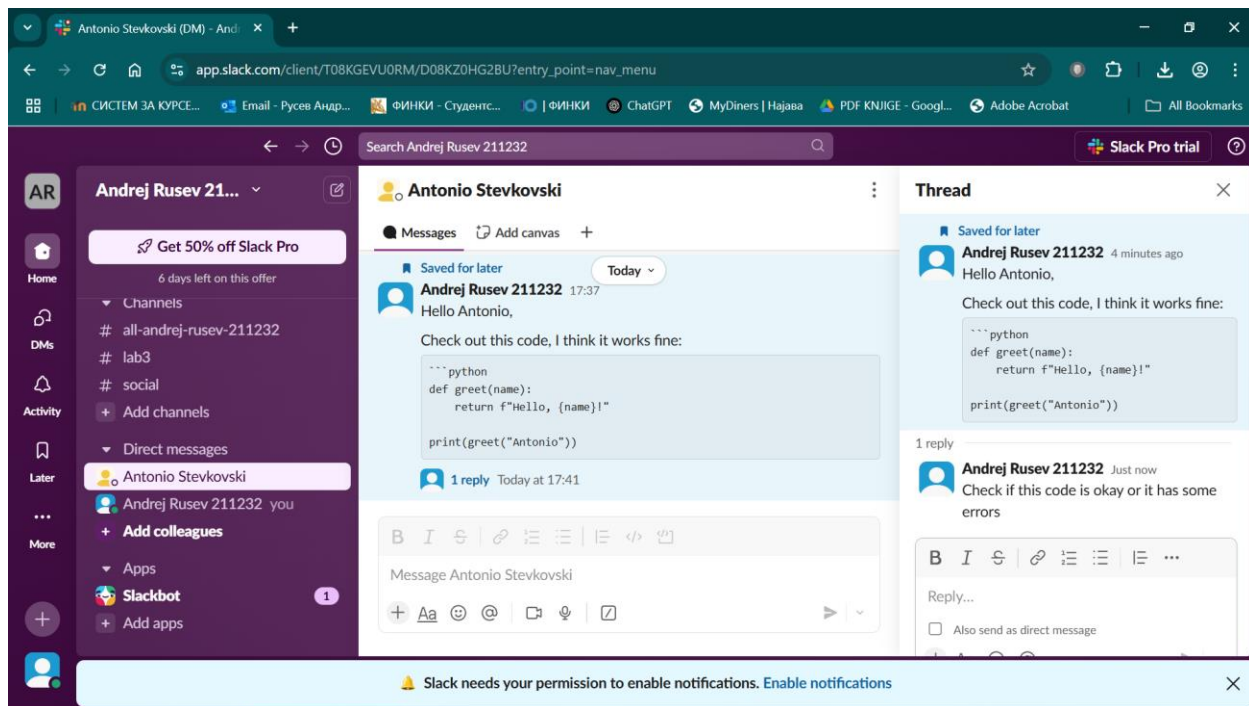 Antonio Stevkovski (DM) - And
app.slack.com/client/T08KGEVU0RM/D08KZ0HG2BU?entry_point=nav_menu
СИСТЕМ ЗА КУРСЕ...
Email - Русев Андр...
ФИНКИ - Студентс...
| ФИНКИ
ChatGPT
MyDiners | Најава
PDF KNJIGE - Googl...
Adobe Acrobat
All Bookmarks
Search Andrej Rusev 211232
Slack Pro trial
AR
Home
DMs
Activity
Later
More
Andrej Rusev 21...
Get 50% off Slack Pro
6 days left on this offer
Channels
# all-andrej-rusev-211232
# lab3
# social
+ Add channels
Direct messages
Antonio Stevkovski
Andrej Rusev 211232 you
+ Add colleagues
Apps
Slackbot 1
+ Add apps
Antonio Stevkovski
Messages Add canvas +
Saved for later
Today
Andrej Rusev 211232 17:37
Hello Antonio,
Check out this code, I think it works fine:
```python
def greet(name):
    return f"Hello, {name}!"
print(greet("Antonio"))
1 reply Today at 17:41
B I S
Message Antonio Stevkovski
+ Aa @
Thread
Saved for later
Andrej Rusev 211232 4 minutes ago
Hello Antonio,
Check out this code, I think it works fine:
```python
def greet(name):
    return f"Hello, {name}!"
print(greet("Antonio"))
1 reply
Andrej Rusev 211232 Just now
Check if this code is okay or it has some
errors
B I S
Reply...
Also send as direct message
Slack needs your permission to enable notifications. Enable notifications